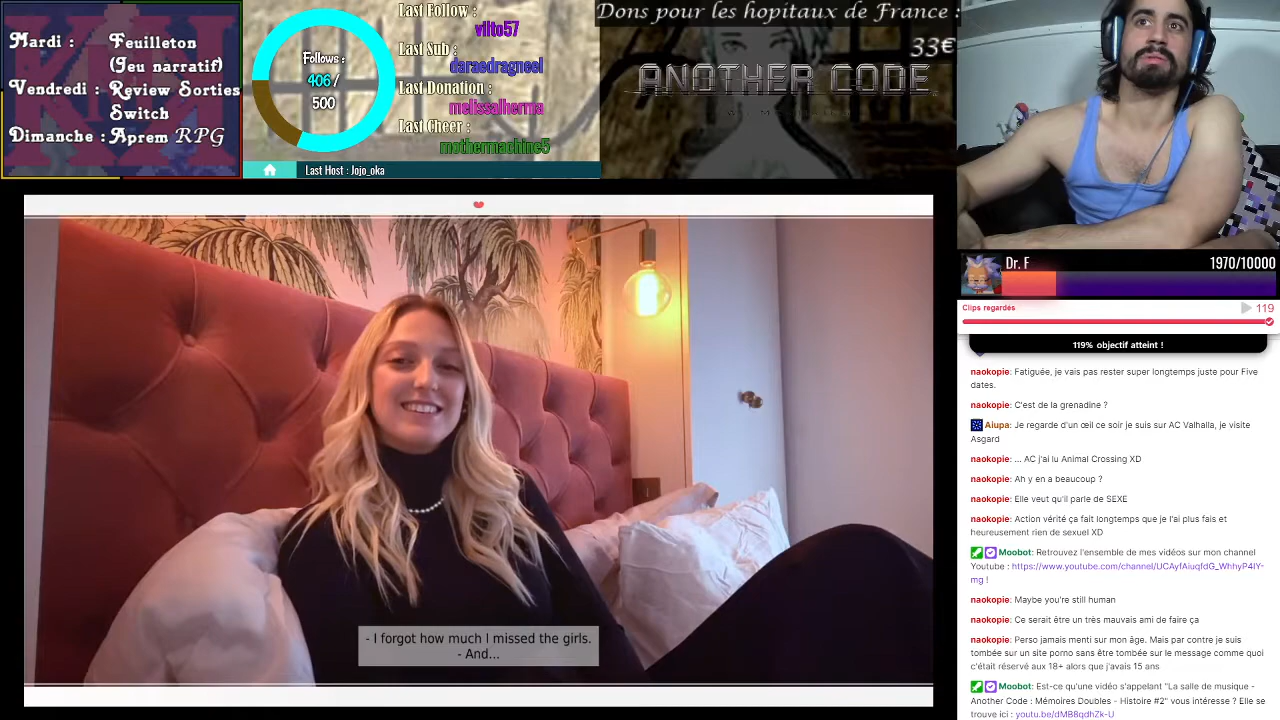 Mardi : Feuilleton
(Jeu narratif)
Vendredi : Review Sorties
Switch
Dimanche : Aprem RPG
Follows :
406 /
500
Last Follow :
vilto57
Last Sub :
daraedragneel
Last Donation :
melissalherma
Last Cheer :
mothermachine5
Last Host : Jojo_oka
Dons pour les hopitaux de France :
33€
ANOTHER CODE
Dr. F 1970/10000
Clips regardés 119
119% objectif atteint !
naokopie: Fatiguée, je vais pas rester super longtemps juste pour Five
dates.
naokopie: C'est de la grenadine ?
Aiupa: Je regarde d'un œil ce soir je suis sur AC Valhalla, je visite
Asgard
naokopie: ... AC j'ai lu Animal Crossing XD
naokopie: Ah y en a beaucoup ?
naokopie: Elle veut qu'il parle de SEXE
naokopie: Action vérité ça fait longtemps que je l'ai plus fais et
heureusement rien de sexuel XD
Moobot: Retrouvez l'ensemble de mes vidéos sur mon channel
Youtube : https://www.youtube.com/channel/UCAyfAiuqfdG_WhhyP4lY-
mg !
naokopie: Maybe you're still human
naokopie: Ce serait être un très mauvais ami de faire ça
naokopie: Perso jamais menti sur mon âge. Mais par contre je suis
tombée sur un site porno sans être tombée sur le message comme quoi
c'était réservé aux 18+ alors que j'avais 15 ans
Moobot: Est-ce qu'une vidéo s'appelant "La salle de musique -
Another Code : Mémoires Doubles - Histoire #2" vous intéresse ? Elle se
trouve ici : youtu.be/dMB8qdhZk-U
- I forgot how much I missed the girls.
- And...